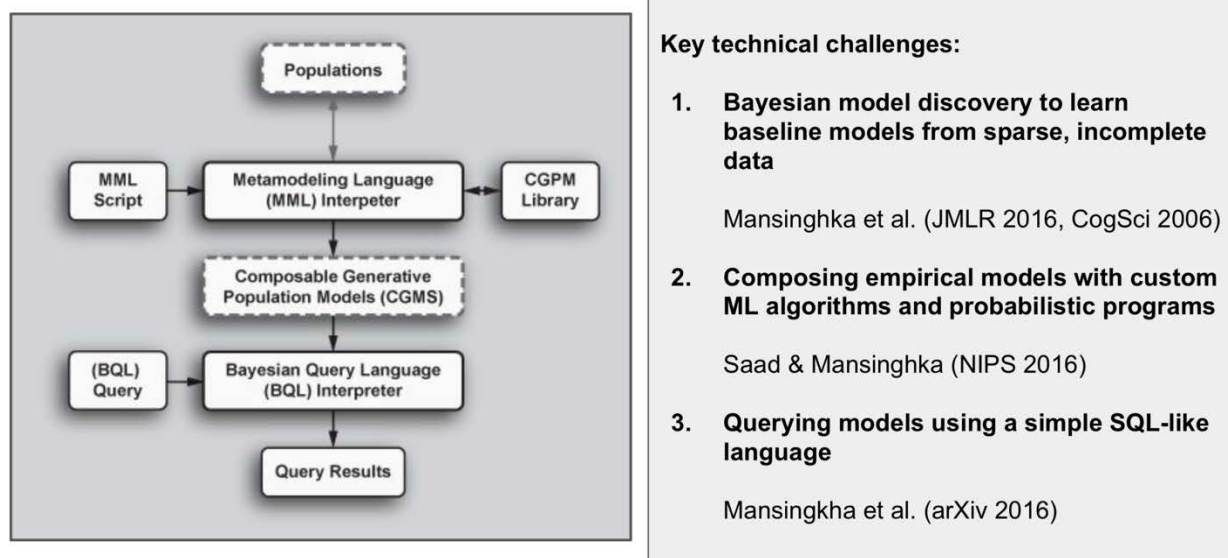 Populations
MML
Script
Metamodeling Language
(MML) Interpeter
CGPM
Library
Composable Generative
Population Models (CGMS)
(BQL)
Query
Bayesian Query Language
(BQL) Interpreter
Query Results
Key technical challenges:
1. Bayesian model discovery to learn
baseline models from sparse, incomplete
data
Mansinghka et al. (JMLR 2016, CogSci 2006)
2. Composing empirical models with custom
ML algorithms and probabilistic programs
Saad & Mansinghka (NIPS 2016)
3. Querying models using a simple SQL-like
language
Mansingkha et al. (arXiv 2016)